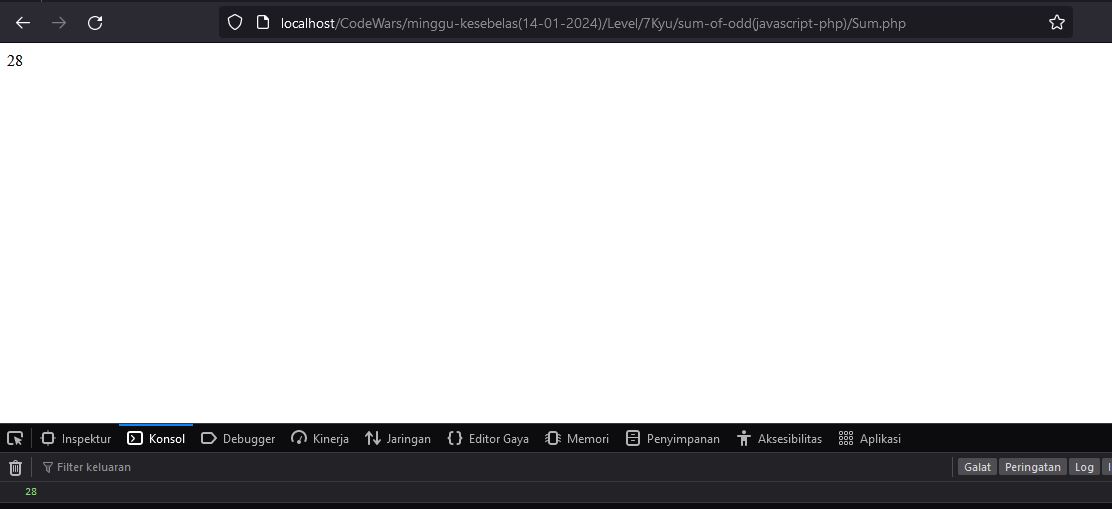 localhost/CodeWars/minggu-kesebelas(14-01-2024)/Level/7Kyu/sum-of-odd(javascript-php)/Sum.php
28
Inspektur Konsol Debugger Kinerja Jaringan Editor Gaya Memori Penyimpanan Aksesibilitas Aplikasi
Filter keluaran Galat Peringatan Log
28